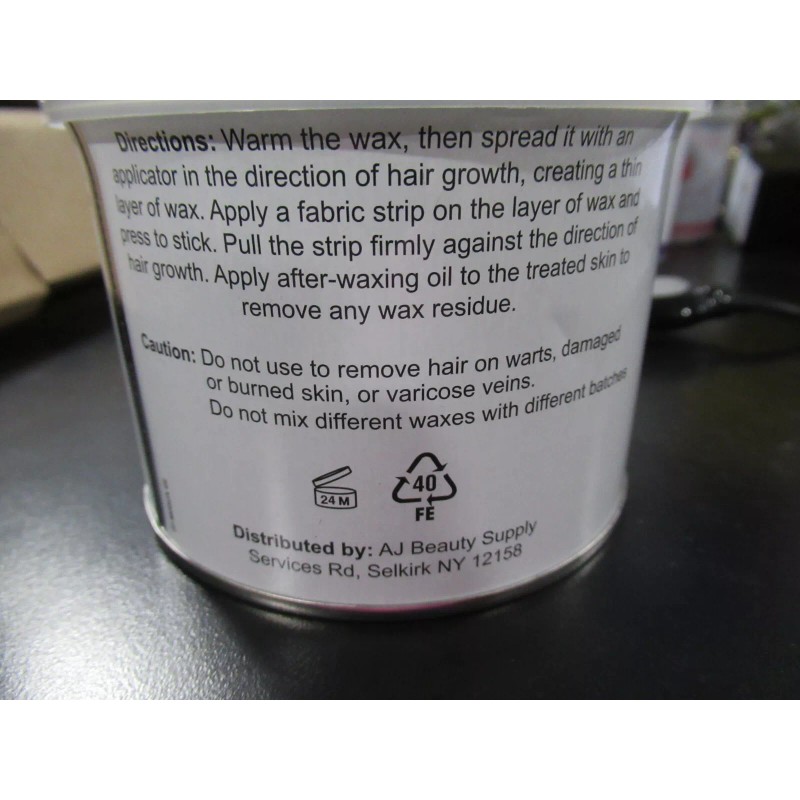 Directions: Warm the wax, then spread it with an
applicator in the direction of hair growth, creating a thin
layer of wax. Apply a fabric strip on the layer of wax and
press to stick. Pull the strip firmly against the direction of
hair growth. Apply after-waxing oil to the treated skin to
remove any wax residue.
Caution: Do not use to remove hair on warts, damaged
or burned skin, or varicose veins.
Do not mix different waxes with different batches
24 M
40
FE
Distributed by: AJ Beauty Supply
Services Rd, Selkirk NY 12158